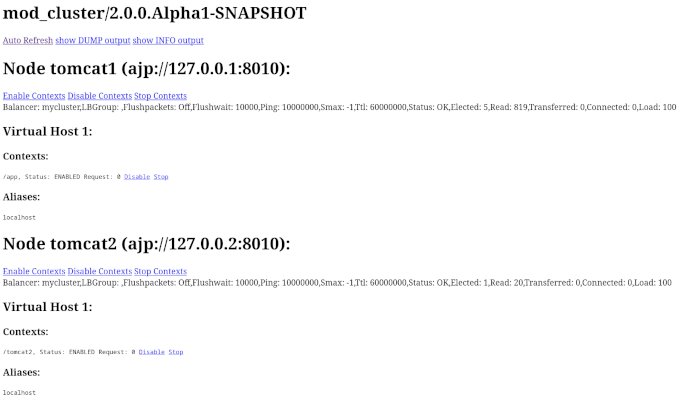 mod_cluster/2.0.0.Alpha1-SNAPSHOT
Auto Refresh show DUMP output show INFO output
Node tomcat1 (ajp://127.0.0.1:8010):
Enable Contexts Disable Contexts Stop Contexts
Balancer: mycluster,LBGroup: ,Flushpackets: Off,Flushwait: 10000,Ping: 10000000,Smax: -1,Ttl: 60000000,Status: OK,Elected: 5,Read: 819,Transferred: 0,Connected: 0,Load: 100
Virtual Host 1:
Contexts:
/app, Status: ENABLED Request: 0 Disable Stop
Aliases:
localhost
Node tomcat2 (ajp://127.0.0.2:8010):
Enable Contexts Disable Contexts Stop Contexts
Balancer: mycluster,LBGroup: ,Flushpackets: Off,Flushwait: 10000,Ping: 10000000,Smax: -1,Ttl: 60000000,Status: OK,Elected: 1,Read: 20,Transferred: 0,Connected: 0,Load: 100
Virtual Host 1:
Contexts:
/tomcat2, Status: ENABLED Request: 0 Disable Stop
Aliases:
localhost